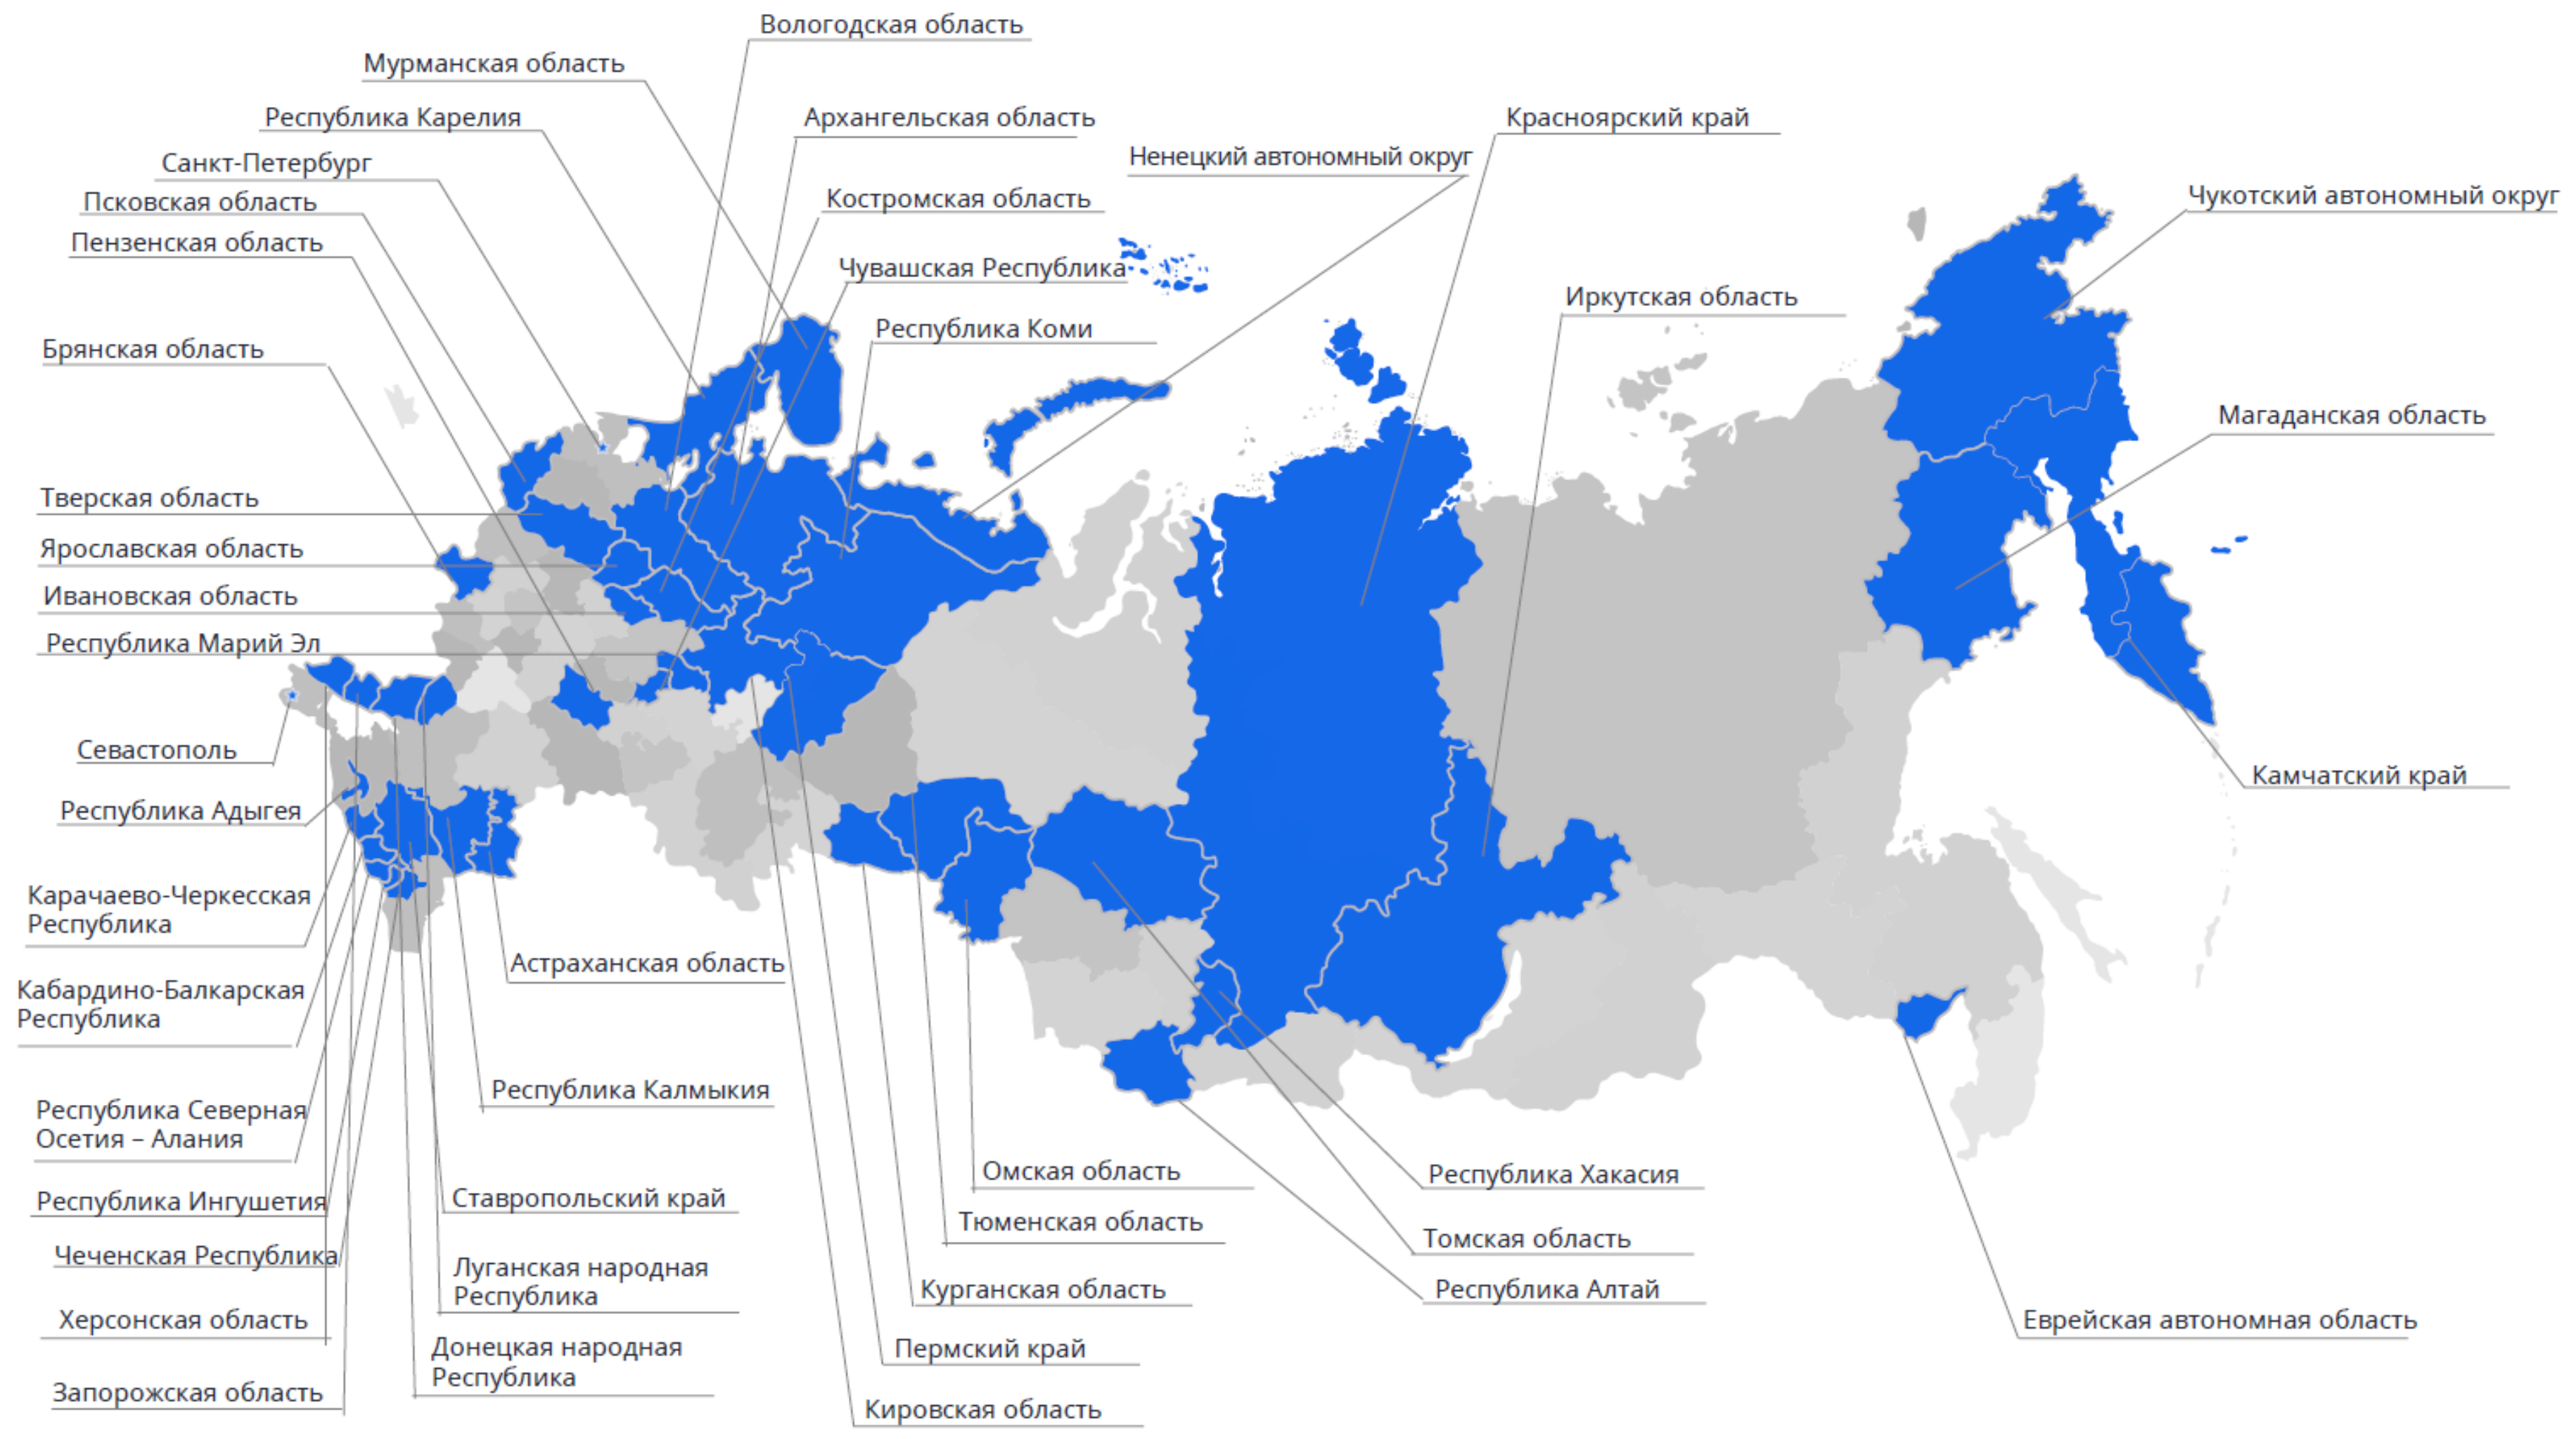 Вологодская область
Мурманская область
Республика Карелия
Архангельская область
Красноярский край
Санкт-Петербург
Ненецкий автономный округ
Псковская область
Костромская область
Чукотский автономный округ
Пензенская область
Чувашская Республика
Иркутская область
Республика Коми
Брянская область
Магаданская область
Тверская область
Ярославская область
Ивановская область
Республика Марий Эл
Севастополь
Камчатский край
Республика Адыгея
Карачаево-Черкесская
Республика
Астраханская область
Кабардино-Балкарская
Республика
Республика Калмыкия
Республика Северная
Осетия – Алания
Омская область
Республика Хакасия
Республика Ингушетия
Ставропольский край
Тюменская область
Томская область
Чеченская Республика
Луганская народная
Республика
Курганская область
Республика Алтай
Херсонская область
Еврейская автономная область
Донецкая народная
Республика
Пермский край
Запорожская область
Кировская область